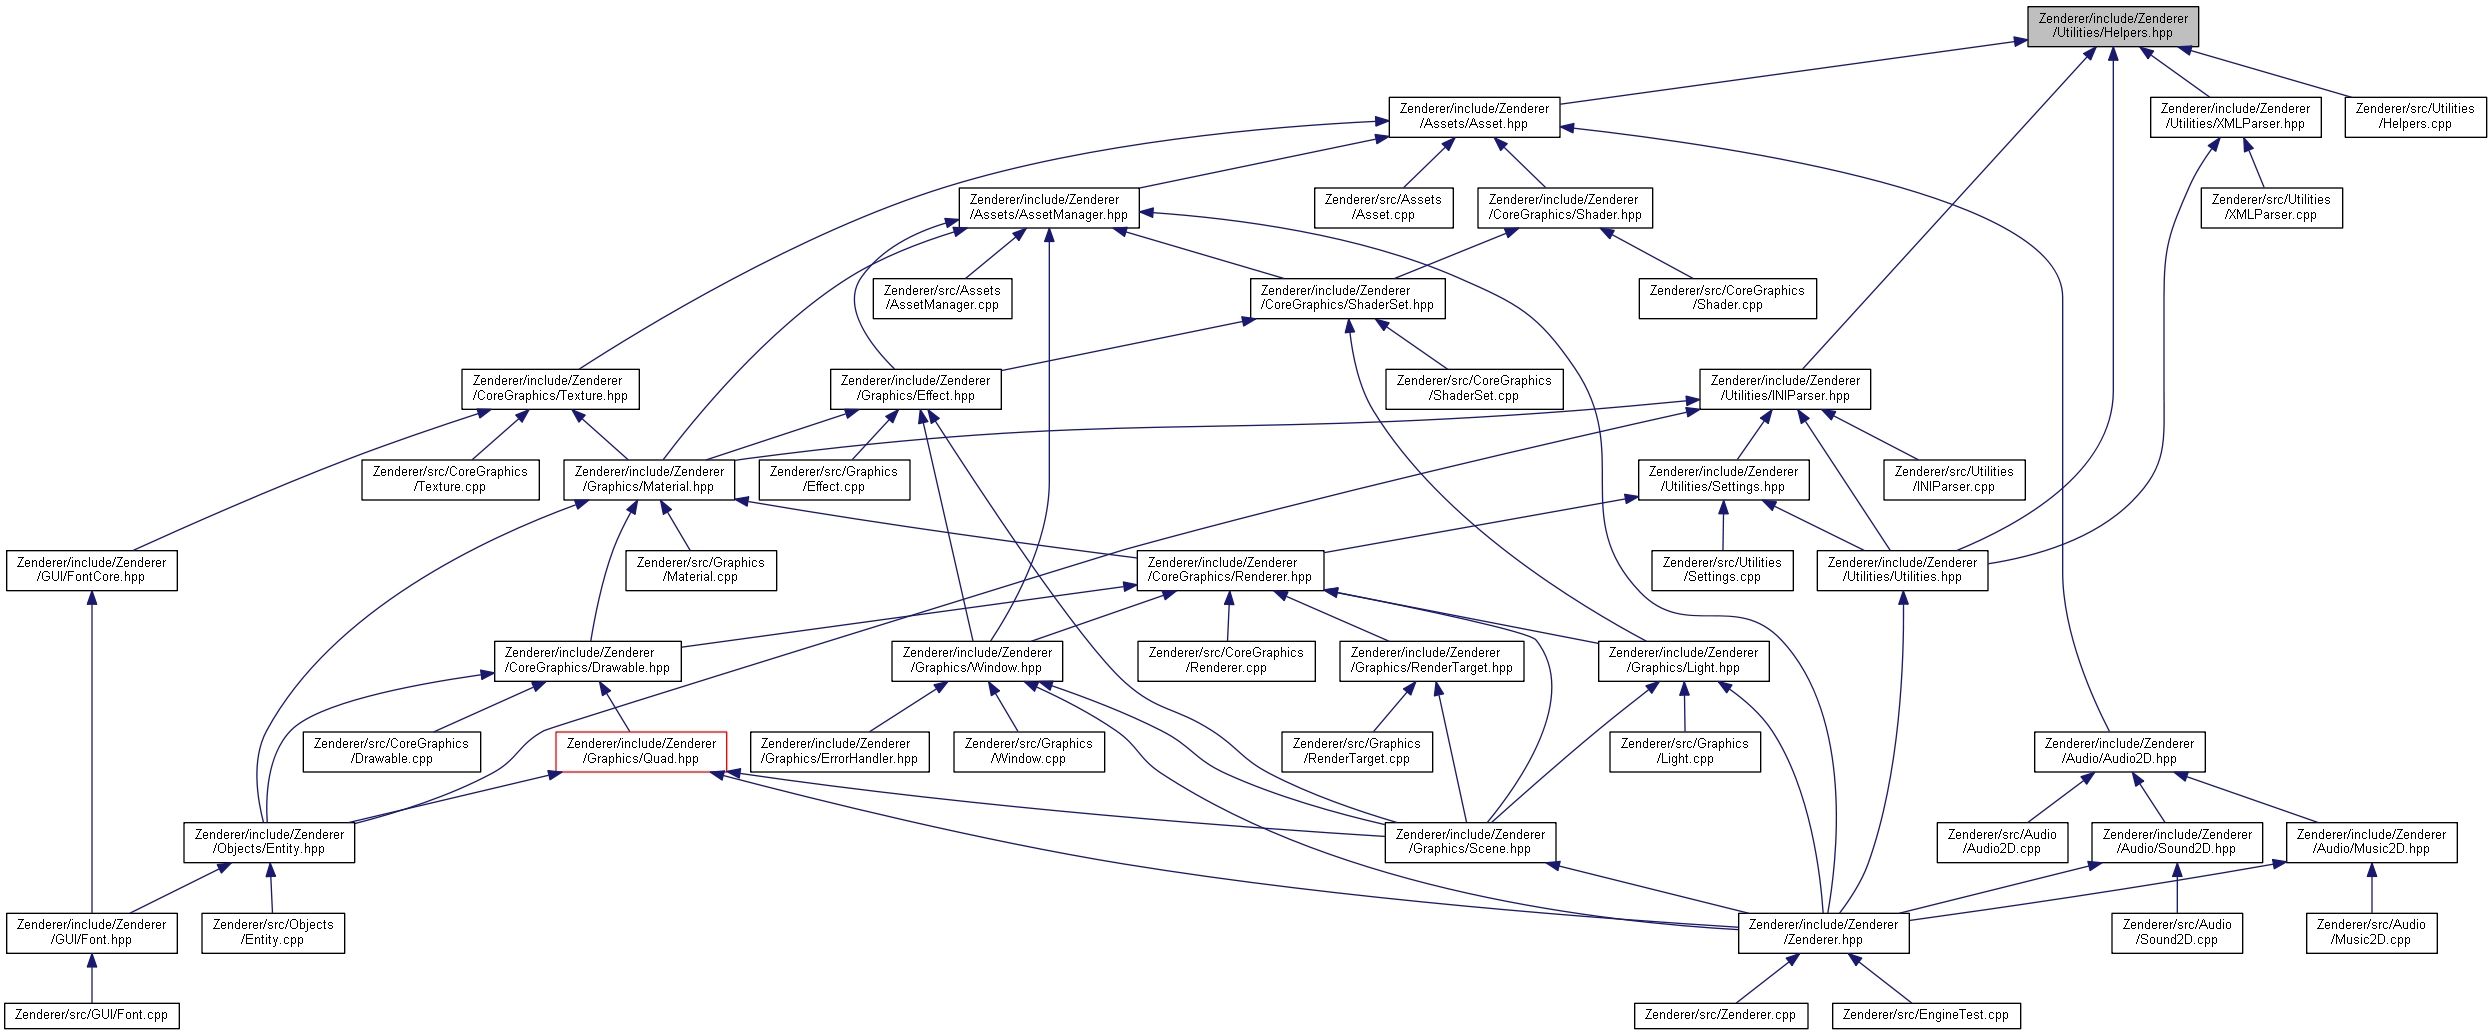 Zenderer/include/Zenderer
/Utilities/Helpers.hpp
Zenderer/include/Zenderer
/Assets/Asset.hpp
Zenderer/include/Zenderer
/Utilities/XMLParser.hpp
Zenderer/src/Utilities
/Helpers.cpp
Zenderer/include/Zenderer
/Assets/AssetManager.hpp
Zenderer/src/Assets
/Asset.cpp
Zenderer/include/Zenderer
/CoreGraphics/Shader.hpp
Zenderer/src/Utilities
/XMLParser.cpp
Zenderer/src/Assets
/AssetManager.cpp
Zenderer/include/Zenderer
/CoreGraphics/ShaderSet.hpp
Zenderer/src/CoreGraphics
/Shader.cpp
Zenderer/include/Zenderer
/CoreGraphics/Texture.hpp
Zenderer/include/Zenderer
/Graphics/Effect.hpp
Zenderer/src/CoreGraphics
/ShaderSet.cpp
Zenderer/include/Zenderer
/Utilities/INIParser.hpp
Zenderer/src/CoreGraphics
/Texture.cpp
Zenderer/include/Zenderer
/Graphics/Material.hpp
Zenderer/src/Graphics
/Effect.cpp
Zenderer/include/Zenderer
/Utilities/Settings.hpp
Zenderer/src/Utilities
/INIParser.cpp
Zenderer/include/Zenderer
/GUI/FontCore.hpp
Zenderer/src/Graphics
/Material.cpp
Zenderer/include/Zenderer
/CoreGraphics/Renderer.hpp
Zenderer/src/Utilities
/Settings.cpp
Zenderer/include/Zenderer
/Utilities/Utilities.hpp
Zenderer/include/Zenderer
/CoreGraphics/Drawable.hpp
Zenderer/include/Zenderer
/Graphics/Window.hpp
Zenderer/src/CoreGraphics
/Renderer.cpp
Zenderer/include/Zenderer
/Graphics/RenderTarget.hpp
Zenderer/include/Zenderer
/Graphics/Light.hpp
Zenderer/src/CoreGraphics
/Drawable.cpp
Zenderer/include/Zenderer
/Graphics/Quad.hpp
Zenderer/include/Zenderer
/Graphics/ErrorHandler.hpp
Zenderer/src/Graphics
/Window.cpp
Zenderer/src/Graphics
/RenderTarget.cpp
Zenderer/src/Graphics
/Light.cpp
Zenderer/include/Zenderer
/Audio/Audio2D.hpp
Zenderer/include/Zenderer
/Objects/Entity.hpp
Zenderer/include/Zenderer
/Graphics/Scene.hpp
Zenderer/src/Audio
/Audio2D.cpp
Zenderer/include/Zenderer
/Audio/Sound2D.hpp
Zenderer/include/Zenderer
/Audio/Music2D.hpp
Zenderer/include/Zenderer
/GUI/Font.hpp
Zenderer/src/Objects
/Entity.cpp
Zenderer/include/Zenderer
/Zenderer.hpp
Zenderer/src/Audio
/Sound2D.cpp
Zenderer/src/Audio
/Music2D.cpp
Zenderer/src/GUI/Font.cpp
Zenderer/src/Zenderer.cpp
Zenderer/src/EngineTest.cpp